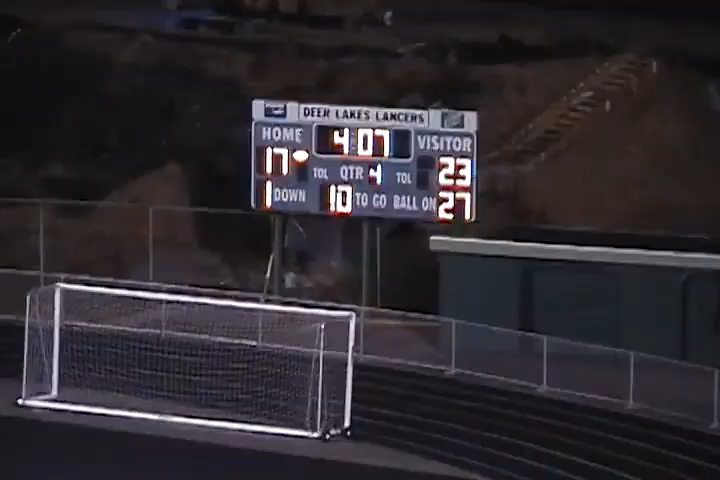 DEER LAKES LANCERS
HOME 4:07 VISITOR
17 TOL QTR 4 TOL 23
1 DOWN 10 TO GO BALL ON 27